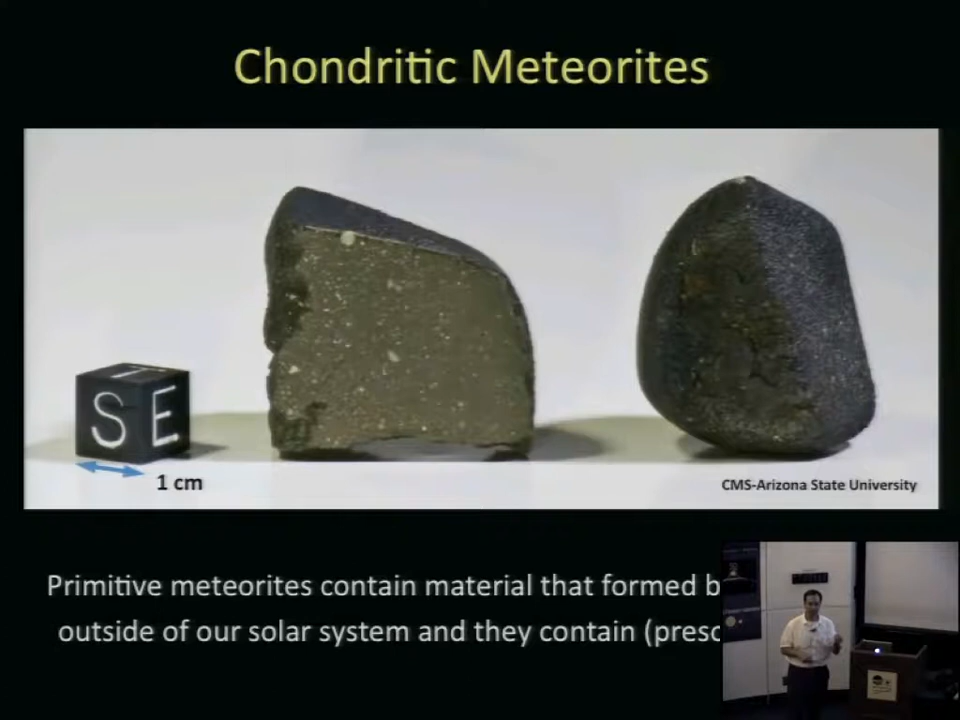 Chondritic Meteorites
T
S E
1 cm
CMS-Arizona State University
Primitive meteorites contain material that formed
outside of our solar system and they contain